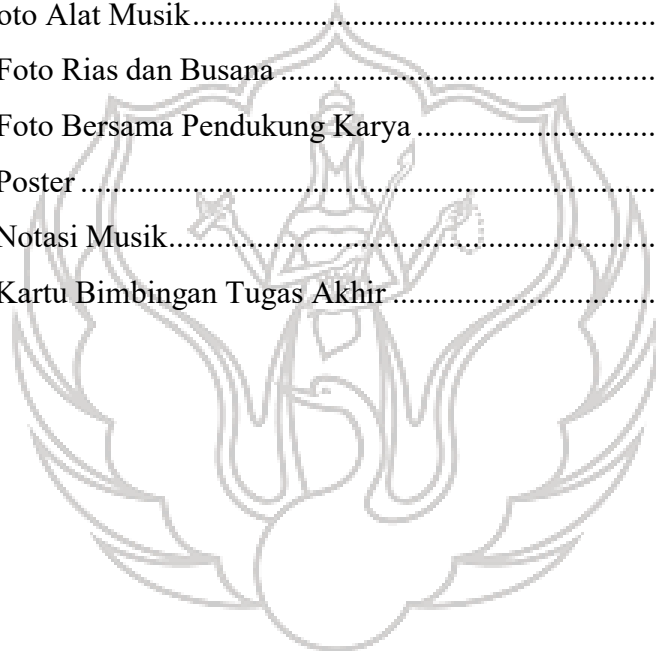 oto Alat Musik................................................................
Foto Rias dan Busana ....................................................
Foto Bersama Pendukung Karya ...................................
Poster ..............................................................................
Notasi Musik...................................................................
Kartu Bimbingan Tugas Akhir ......................................